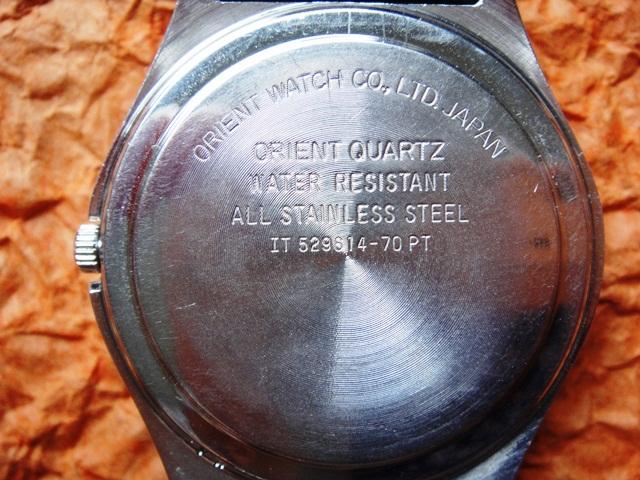 ORIENT WATCH CO., LTD. JAPAN
ORIENT QUARTZ
WATER RESISTANT
ALL STAINLESS STEEL
IT 529614-70 PT